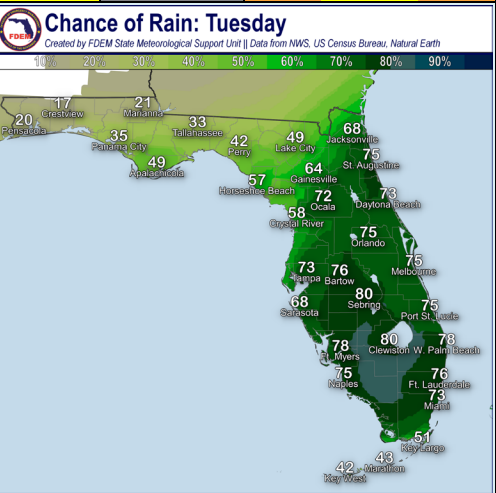 FDEM
Chance of Rain: Tuesday
Created by FDEM State Meteorological Support Unit || Data from NWS, US Census Bureau, Natural Earth
10% 20% 30% 40% 50% 60% 70% 80% 90%
17
Crestview
21
Marianna
20
Pensacola
33
Tallahassee
35
Panama City
42
Perry
49
Lake City
68
Jacksonville
49
Apalachicola
75
St. Augustine
64
Gainesville
57
Horseshoe Beach
72
Ocala
73
Daytona Beach
58
Crystal River
75
Orlando
73
Tampa
76
Bartow
75
Melbourne
80
Sebring
68
Sarasota
75
Port St. Lucie
78
Ft. Myers
80
Clewiston
78
W. Palm Beach
75
Naples
76
Ft. Lauderdale
73
Miami
51
Key Largo
43
Marathon
42
Key West